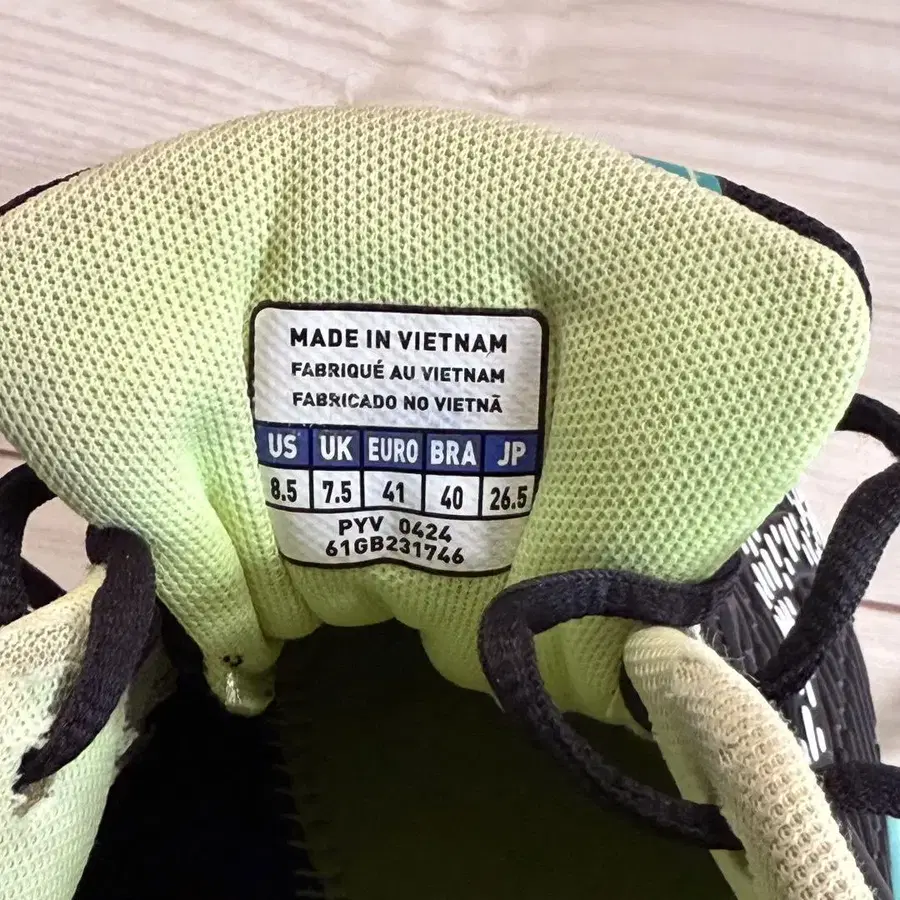 MADE IN VIETNAM
FABRIQUÉ AU VIETNAM
FABRICADO NO VIETNÃ
US UK EURO BRA JP
8.5 7.5 41 40 26.5
PYV 0424
61GB231746